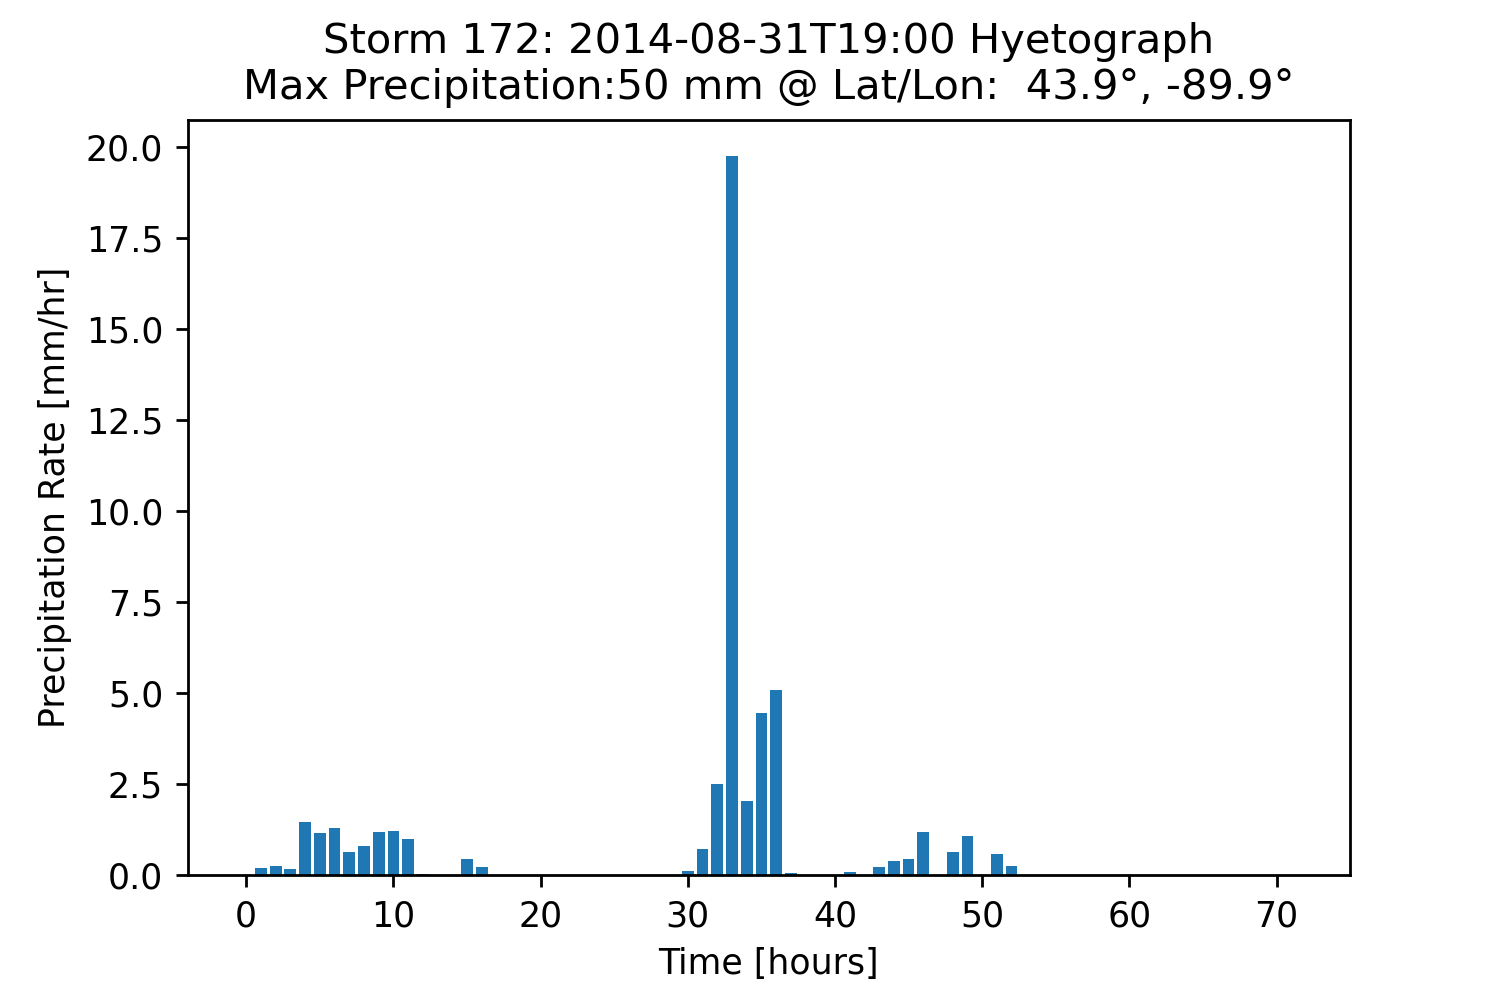 Storm 172: 2014-08-31T19:00 Hyetograph
Max Precipitation:50 mm @ Lat/Lon:  43.9°, -89.9°
20.0
17.5
15.0
12.5
10.0
7.5
5.0
2.5
0.0
Precipitation Rate [mm/hr]
0 10 20 30 40 50 60 70
Time [hours]